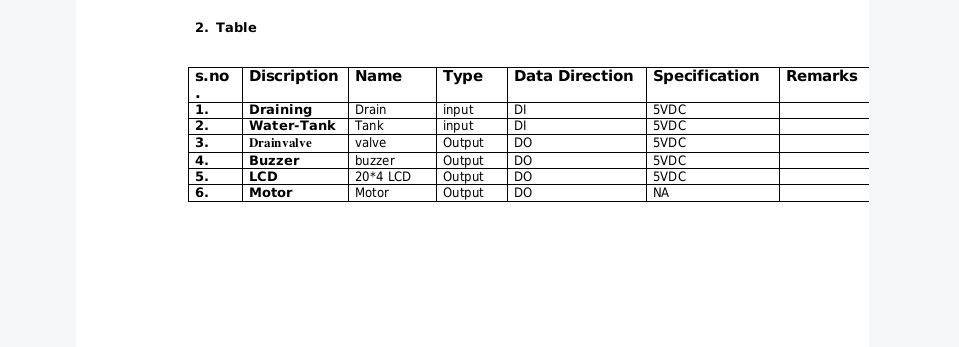 2. Table
s.no. Discription Name Type Data Direction Specification Remarks
1. Draining Drain input DI 5VDC
2. Water-Tank Tank input DI 5VDC
3. Drainvalve valve Output DO 5VDC
4. Buzzer buzzer Output DO 5VDC
5. LCD 20*4 LCD Output DO 5VDC
6. Motor Motor Output DO NA